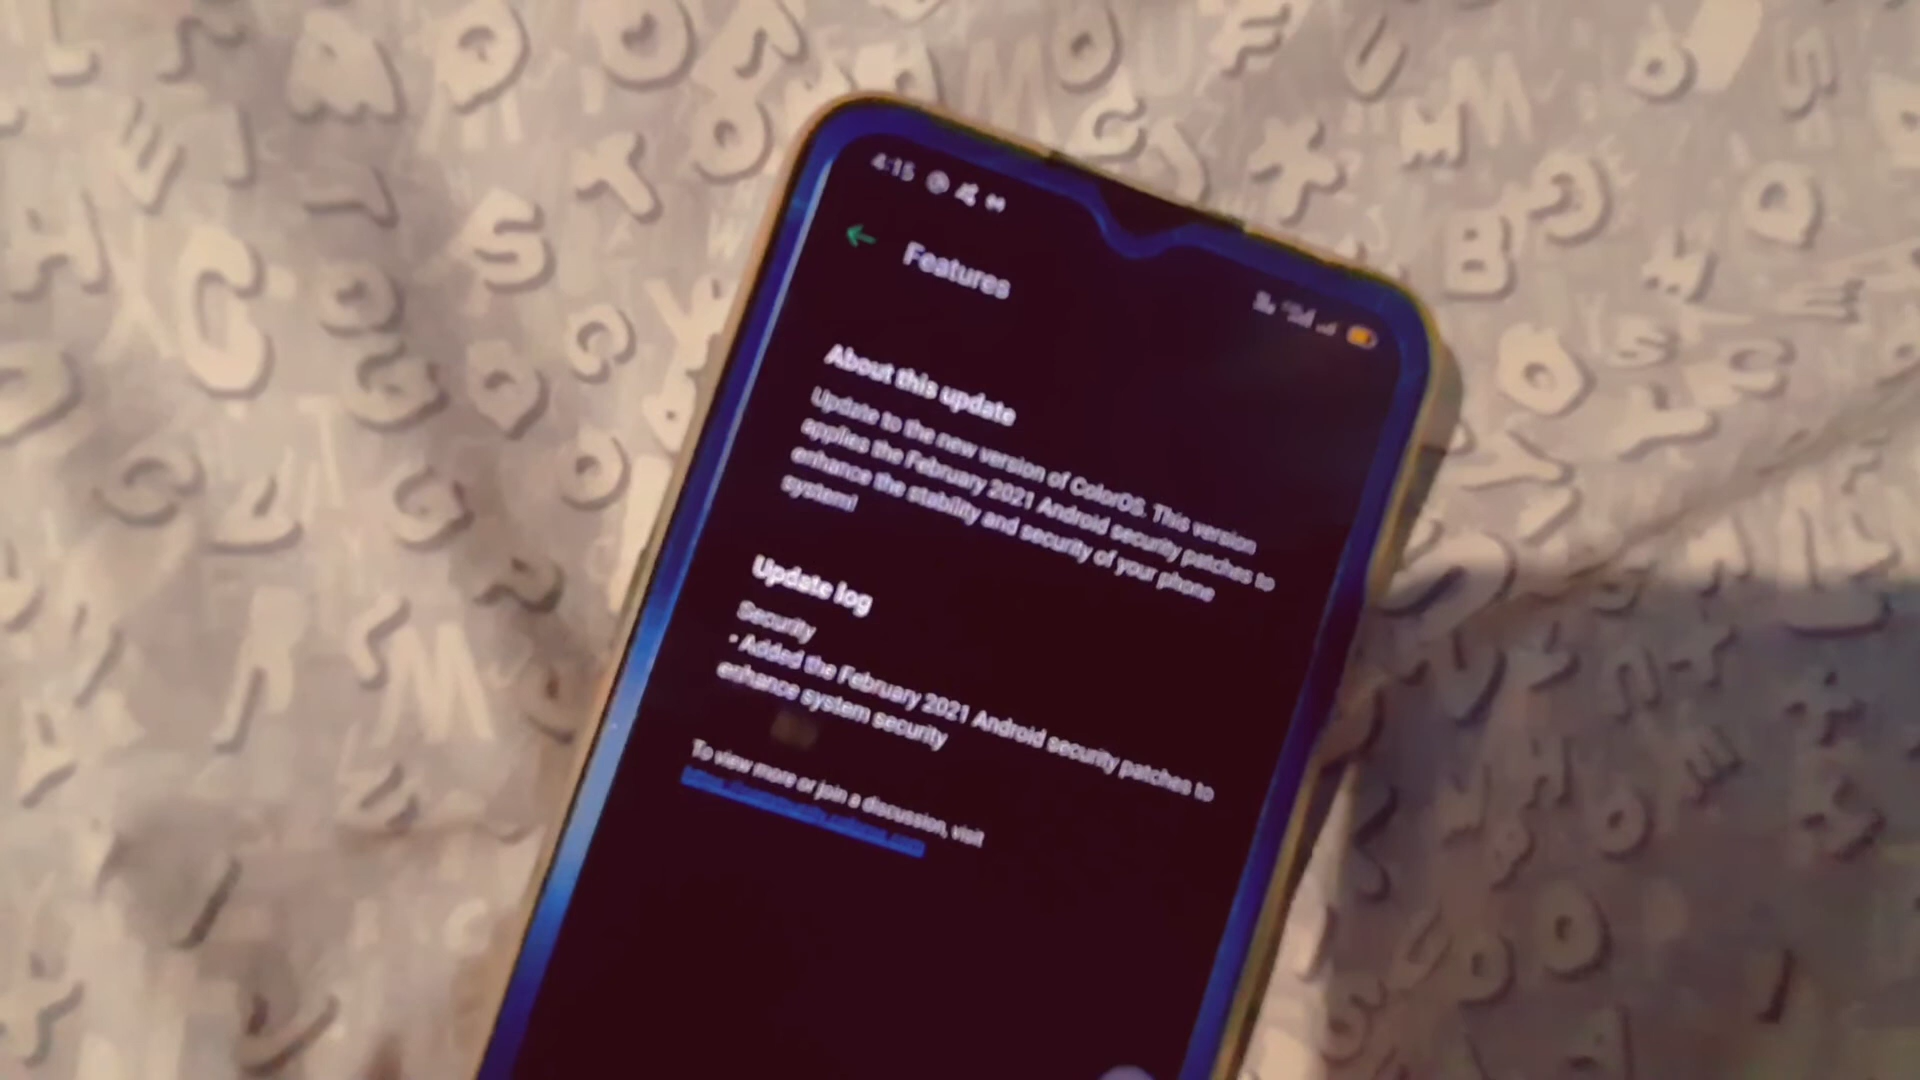 4:15
Features
About this update
Update to the new version of ColorOS. This version
applies the February 2021 Android security patches to
enhance the stability and security of your phone
system!
Update log
Security
• Added the February 2021 Android security patches to
enhance system security
To view more or join a discussion, visit